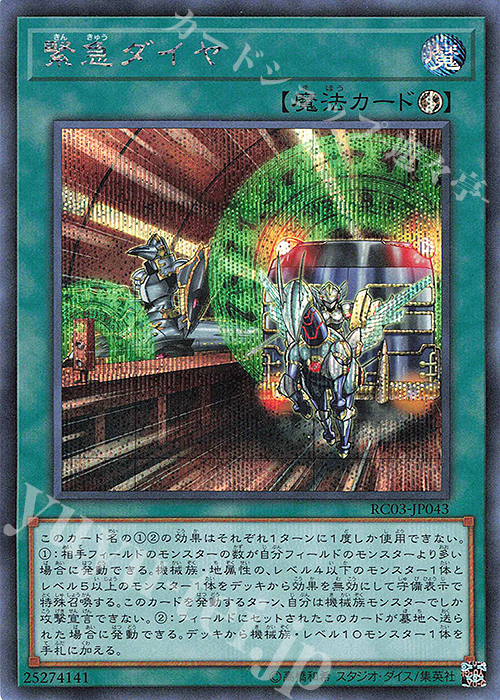 緊急ダイヤ
魔
【魔法カード】
RC03-JP043
このカード名の①②の効果はそれぞれ1ターンに1度しか使用できない。
①:相手フィールドのモンスターの数が自分フィールドのモンスターより多い
場合に発動できる。機械族・地属性の、レベル4以下のモンスター1体と
レベル5以上のモンスター1体をデッキから効果を無効にして守備表示で
特殊召喚する。このカードを発動するターン、自分は機械族モンスターでしか
攻撃宣言できない。②:フィールドにセットされたこのカードが墓地へ送ら
れた場合に発動できる。デッキから機械族・レベル10モンスター1体を
手札に加える。
25274141
©高橋和希 スタジオ・ダイス/集英社